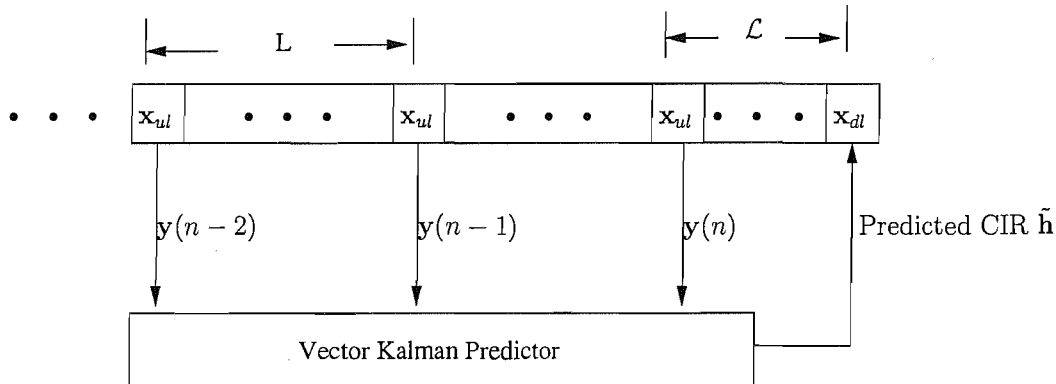 L
ℒ
• • • x_ul • • • x_ul • • • x_ul • • • x_dl
y(n − 2)
y(n − 1)
y(n)
Predicted CIR h̃
Vector Kalman Predictor